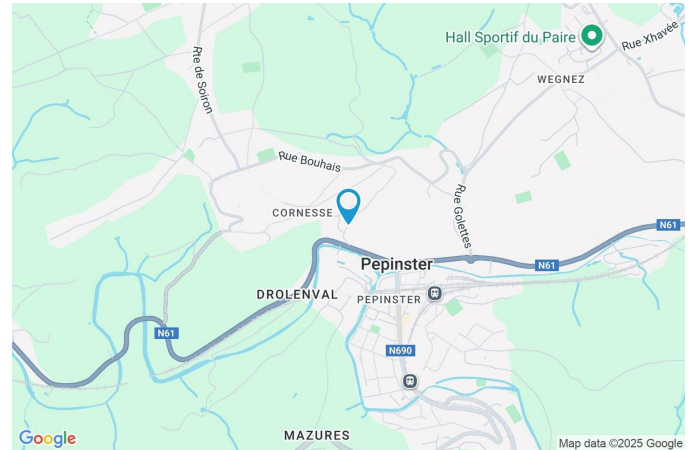 Hall Sportif du Paire
Rue Xhavée
WEGNEZ
Rte de Soiron
Rue Bouhais
Rue Golettes
CORNESSE
N61
N61
Pepinster
DROLENVAL
PEPINSTER
N61
N690
MAZURES
Google
Map data ©2025 Google